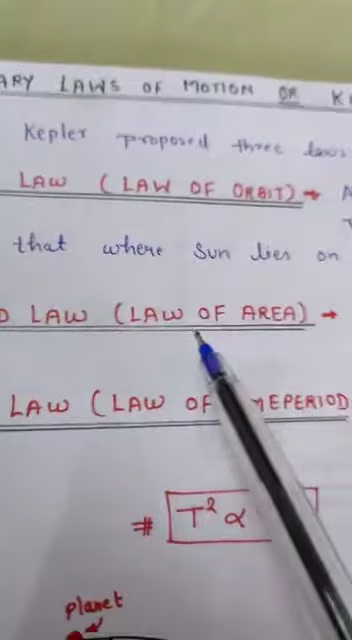 ARY LAWS OF MOTION OR K
Kepler proposed three laws
LAW (LAW OF ORBIT) →
that where Sun lies on
D LAW (LAW OF AREA) →
LAW (LAW OF MEPERIOD
# T² ∝
planet